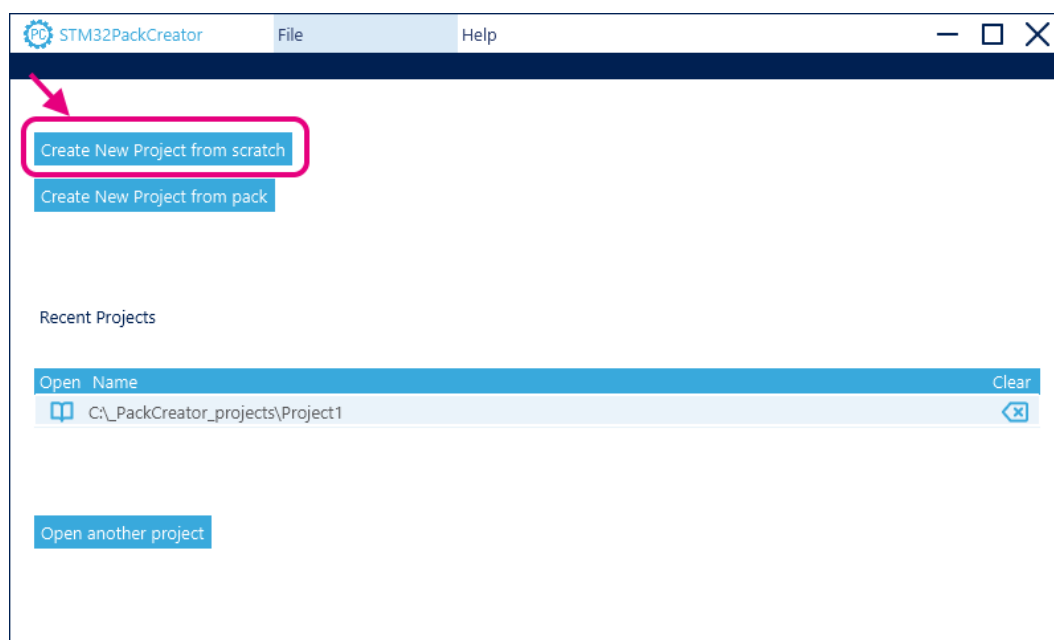 PC STM32PackCreator File Help
Create New Project from scratch
Create New Project from pack
Recent Projects
Open Name Clear
C:\_PackCreator_projects\Project1
Open another project